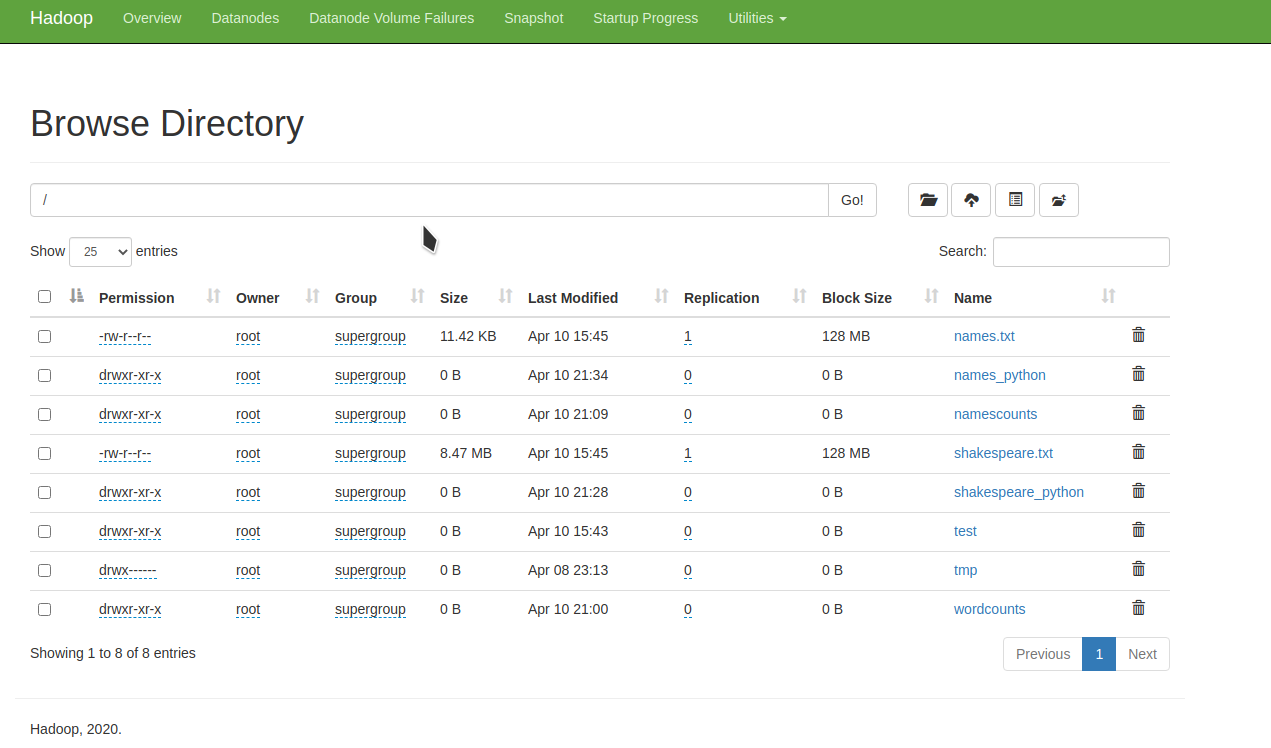 Hadoop Overview Datanodes Datanode Volume Failures Snapshot Startup Progress Utilities
Browse Directory
/ Go!
Show 25 entries Search:
Permission Owner Group Size Last Modified Replication Block Size Name
-rw-r--r-- root supergroup 11.42 KB Apr 10 15:45 1 128 MB names.txt
drwxr-xr-x root supergroup 0 B Apr 10 21:34 0 0 B names_python
drwxr-xr-x root supergroup 0 B Apr 10 21:09 0 0 B namescounts
-rw-r--r-- root supergroup 8.47 MB Apr 10 15:45 1 128 MB shakespeare.txt
drwxr-xr-x root supergroup 0 B Apr 10 21:28 0 0 B shakespeare_python
drwxr-xr-x root supergroup 0 B Apr 10 15:43 0 0 B test
drwx------ root supergroup 0 B Apr 08 23:13 0 0 B tmp
drwxr-xr-x root supergroup 0 B Apr 10 21:00 0 0 B wordcounts
Showing 1 to 8 of 8 entries Previous 1 Next
Hadoop, 2020.